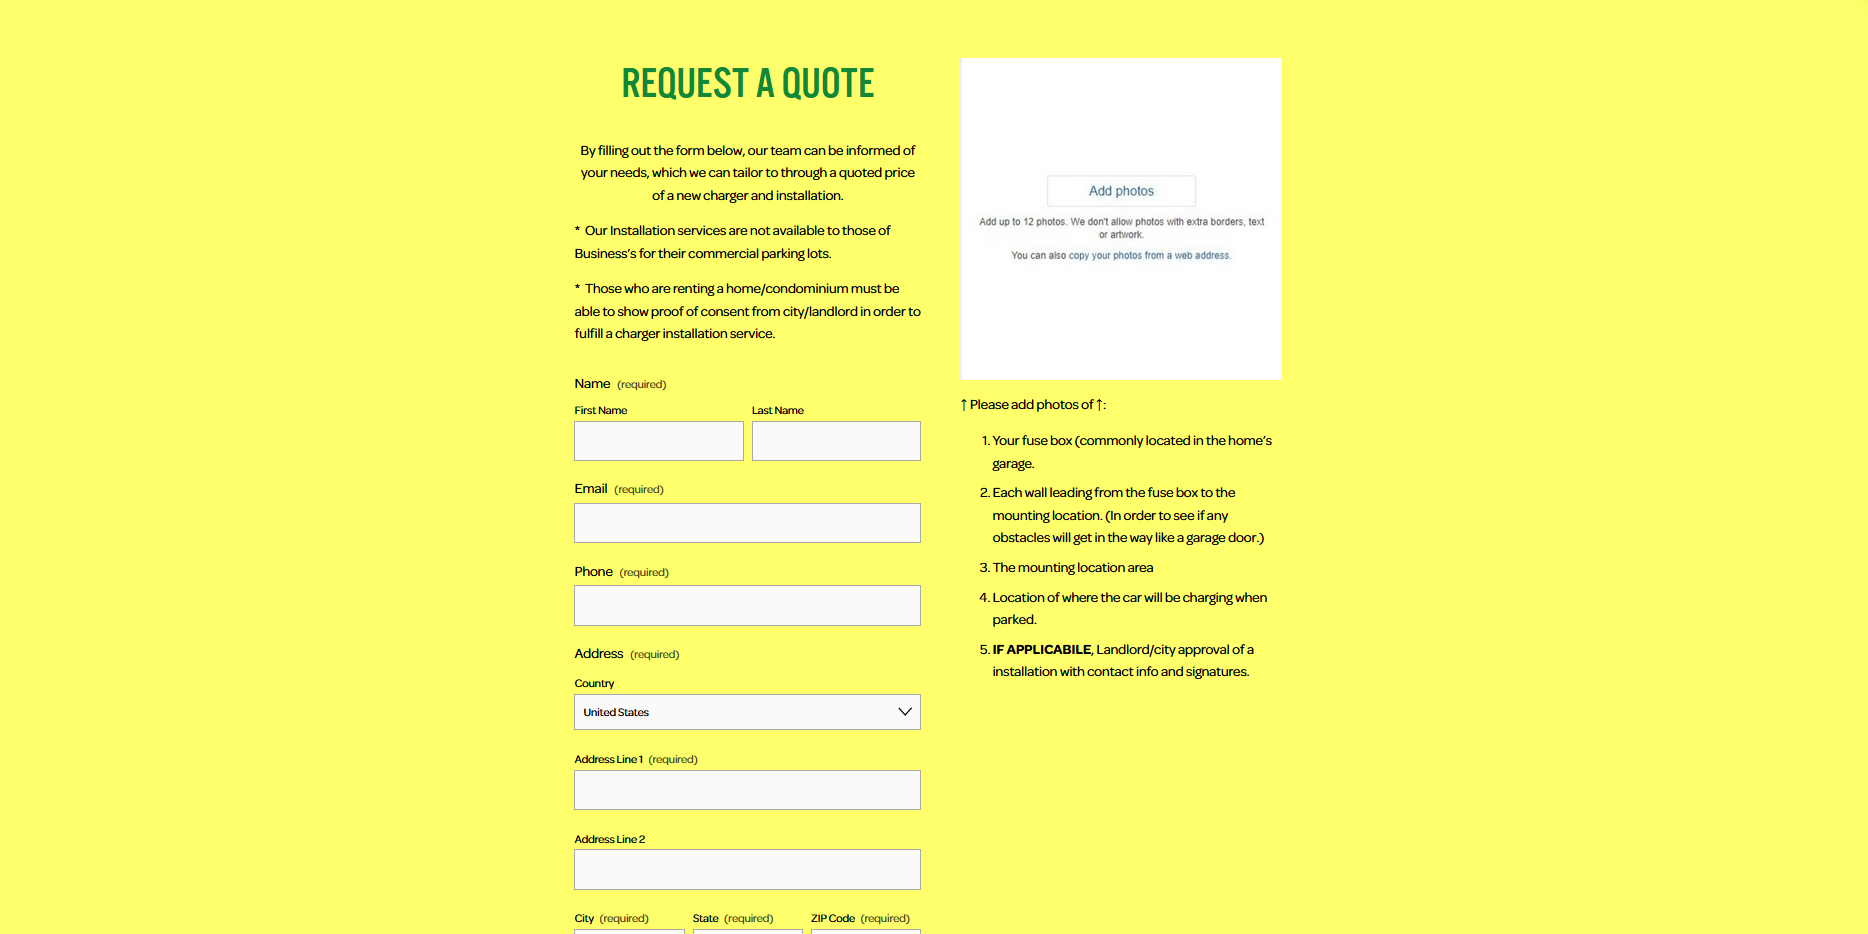 REQUEST A QUOTE
By filling out the form below, our team can be informed of
your needs, which we can tailor to through a quoted price
of a new charger and installation.
* Our Installation services are not available to those of
Business’s for their commercial parking lots.
* Those who are renting a home/condominium must be
able to show proof of consent from city/landlord in order to
fulfill a charger installation service.
Name (required)
First Name
Last Name
Email (required)
Phone (required)
Address (required)
Country
United States
Address Line 1 (required)
Address Line 2
City (required)
State (required)
ZIP Code (required)
Add photos
Add up to 12 photos. We don't allow photos with extra borders, text
or artwork.
You can also copy your photos from a web address.
↑ Please add photos of ↑:
1. Your fuse box (commonly located in the home’s
garage.
2. Each wall leading from the fuse box to the
mounting location. (In order to see if any
obstacles will get in the way like a garage door.)
3. The mounting location area
4. Location of where the car will be charging when
parked.
5. IF APPLICABILE, Landlord/city approval of a
installation with contact info and signatures.